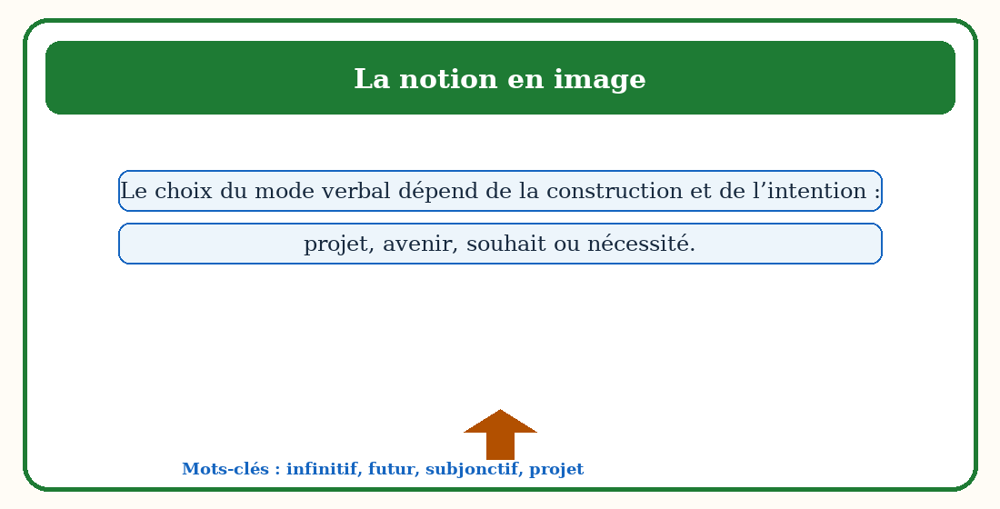 La notion en image
Le choix du mode verbal dépend de la construction et de l’intention :
projet, avenir, souhait ou nécessité.
Mots-clés : infinitif, futur, subjonctif, projet